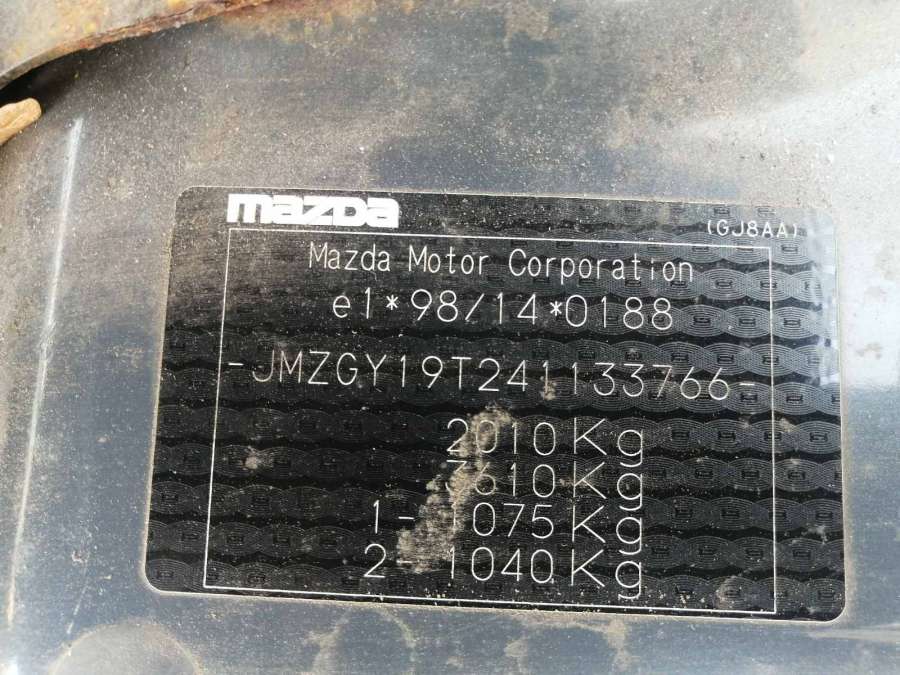 mazda
(GJ8AA)
Mazda Motor Corporation
e1*98/14*0188
-JMZGY19T241133766-
2010Kg
3610Kg
1- 1075Kg
2- 1040Kg